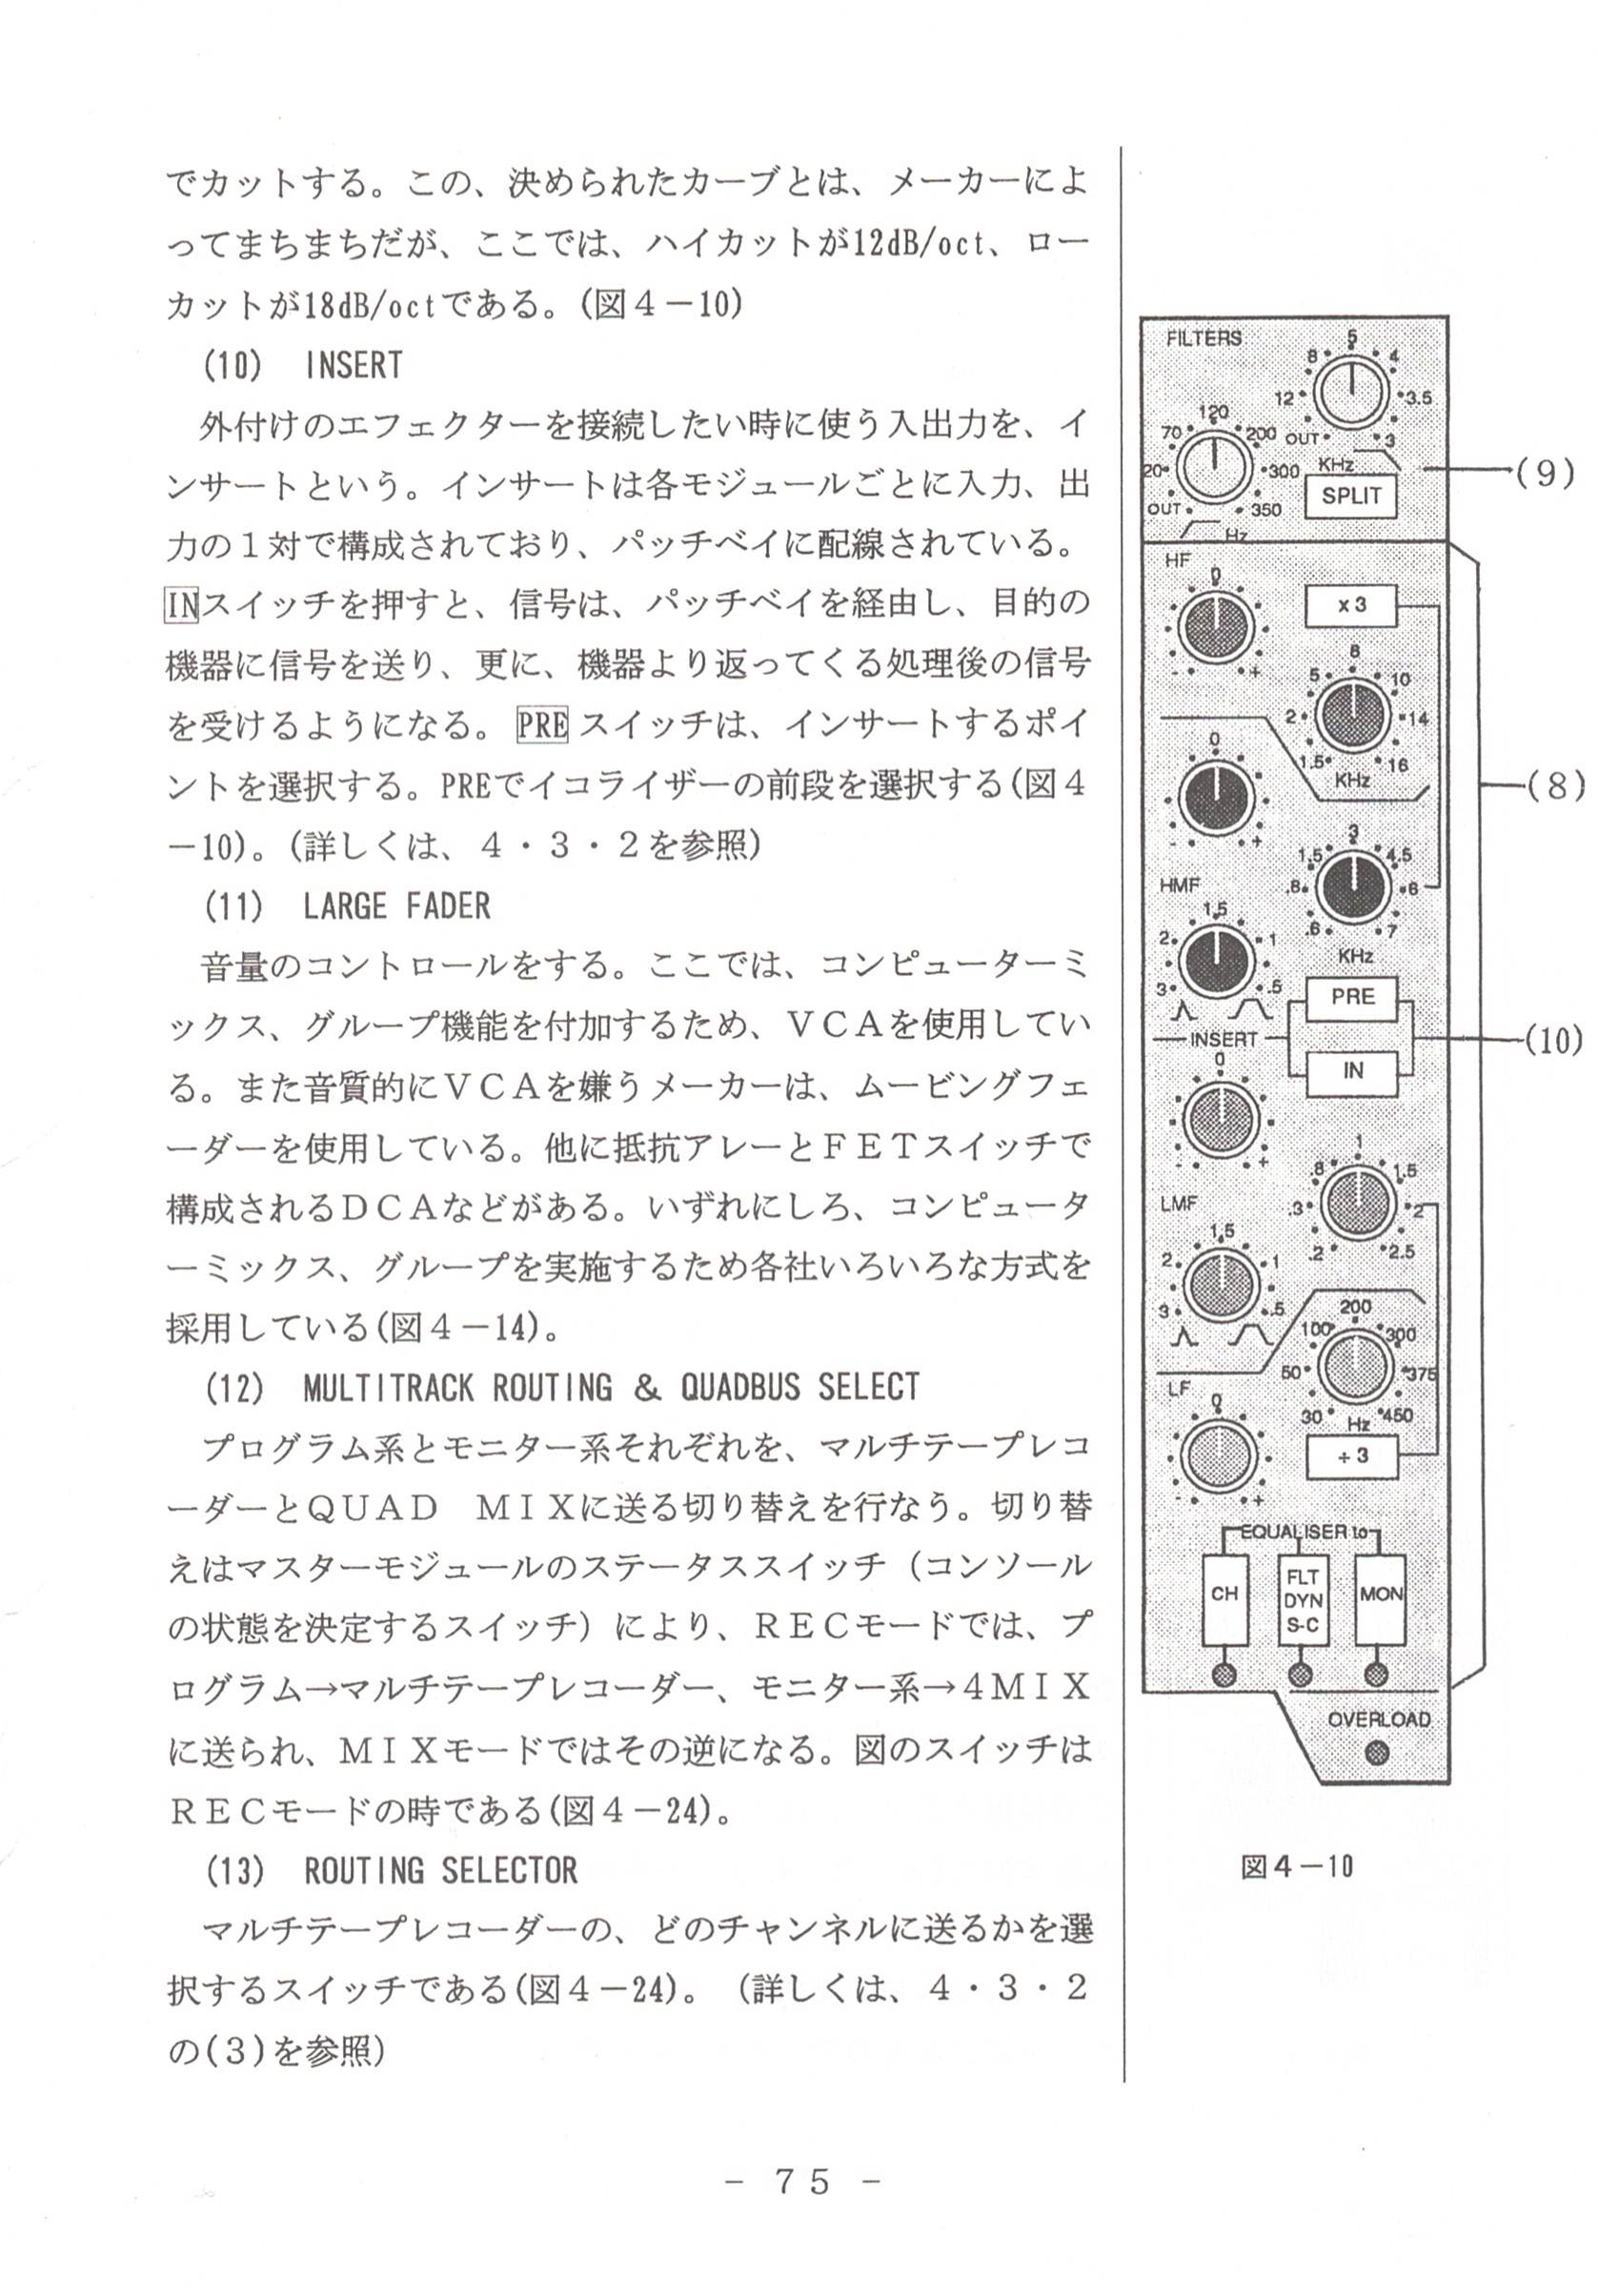 でカットする。この、決められたカーブとは、メーカーによ
ってまちまちだが、ここでは、ハイカットが12dB/oct、ロー
カットが18dB/octである。(図４－10)
(10) INSERT
外付けのエフェクターを接続したい時に使う入出力を、イ
ンサートという。インサートは各モジュールごとに入力、出
力の１対で構成されており、パッチベイに配線されている。
INスイッチを押すと、信号は、パッチベイを経由し、目的の
機器に信号を送り、更に、機器より返ってくる処理後の信号
を受けるようになる。PREスイッチは、インサートするポイ
ントを選択する。PREでイコライザーの前段を選択する(図４
－10)。(詳しくは、４・３・２を参照)
(11) LARGE FADER
音量のコントロールをする。ここでは、コンピューターミ
ックス、グループ機能を付加するため、ＶＣＡを使用してい
る。また音質的にＶＣＡを嫌うメーカーは、ムービングフェ
ーダーを使用している。他に抵抗アレーとＦＥＴスイッチで
構成されるＤＣＡなどがある。いずれにしろ、コンピュータ
ーミックス、グループを実施するため各社いろいろな方式を
採用している(図４－14)。
(12) MULTITRACK ROUTING & QUADBUS SELECT
プログラム系とモニター系それぞれを、マルチテープレコ
ーダーとＱＵＡＤ　ＭＩＸに送る切り替えを行なう。切り替
えはマスターモジュールのステータススイッチ（コンソール
の状態を決定するスイッチ）により、ＲＥＣモードでは、プ
ログラム→マルチテープレコーダー、モニター系→４ＭＩＸ
に送られ、ＭＩＸモードではその逆になる。図のスイッチは
ＲＥＣモードの時である(図４－24)。
(13) ROUTING SELECTOR
マルチテープレコーダーの、どのチャンネルに送るかを選
択するスイッチである(図４－24)。（詳しくは、４・３・２
の(３)を参照)
FILTERS
5
8 4
12 3.5
OUT 3
KHz
120
70 200
20 300
OUT 350
Hz
SPLIT
(9)
HF
0
- +
x 3
8
5 10
2 14
1.5 16
KHz
(8)
0
- +
HMF
3
1.5 4.5
.8 6
.6 7
KHz
1.5
2 1
3 .5
INSERT
PRE
IN
(10)
0
- +
LMF
1
.8 1.5
.3 2
.2 2.5
1.5
2 1
3 .5
200
100 300
50 375
30 450
Hz
LF
0
- +
÷ 3
EQUALISER to
CH
FLT
DYN
S-C
MON
OVERLOAD
図４－10
－ ７５ －